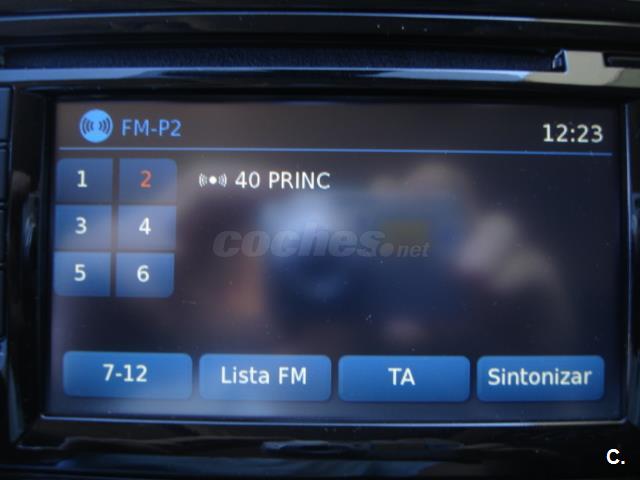 FM-P2
12:23
1 2
40 PRINC
3 4
coches.net
5 6
7-12 Lista FM TA Sintonizar
C.